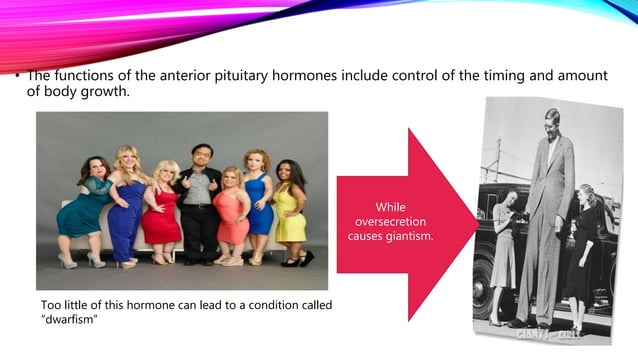 • The functions of the anterior pituitary hormones include control of the timing and amount
of body growth.
While
oversecretion
causes giantism.
Too little of this hormone can lead to a condition called
“dwarfism”